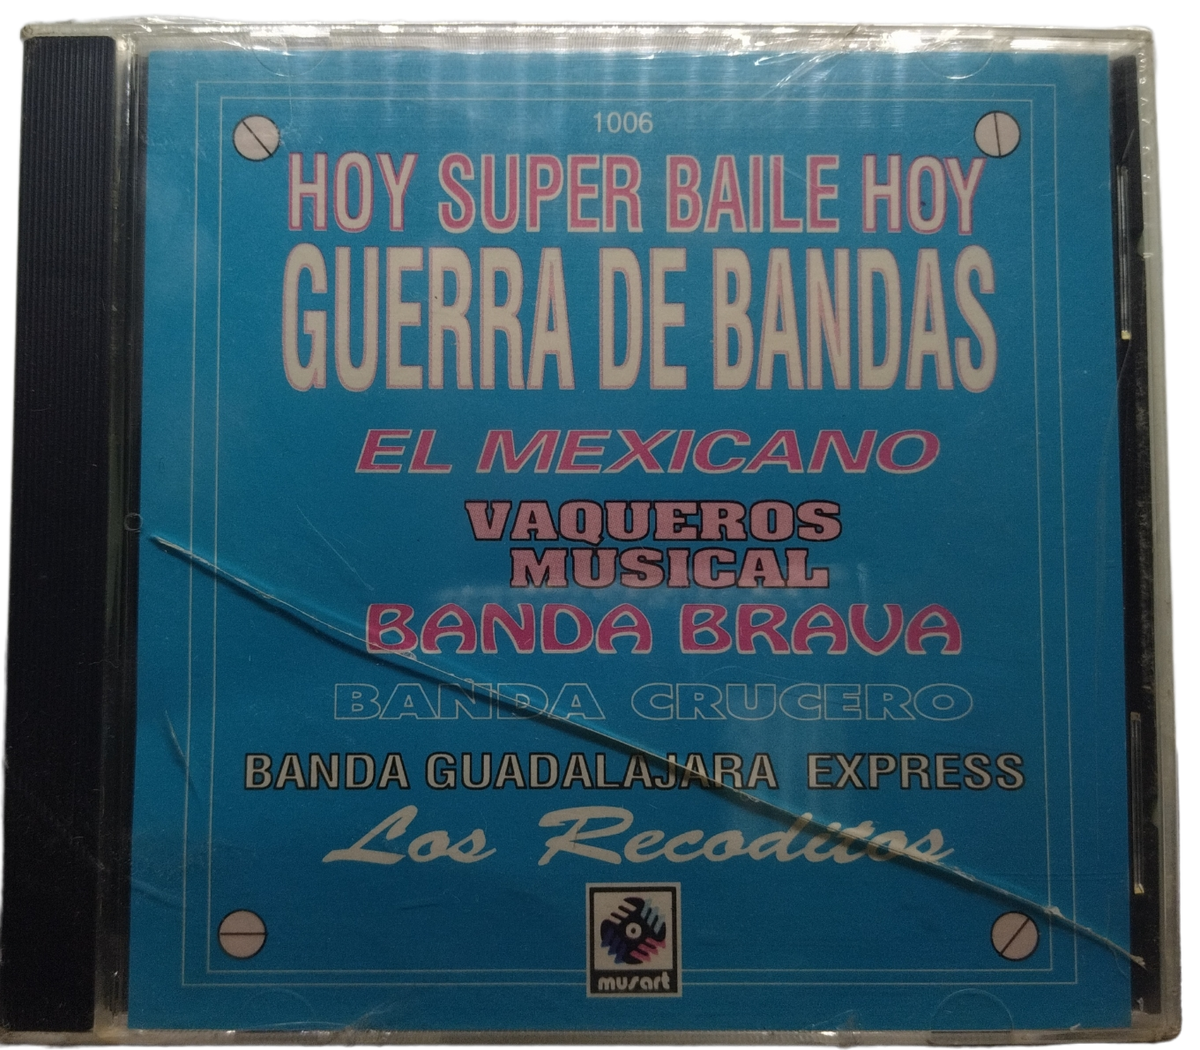 1006
HOY SUPER BAILE HOY
GUERRA DE BANDAS
EL MEXICANO
VAQUEROS
MUSICAL
BANDA BRAVA
BANDA CRUCERO
BANDA GUADALAJARA EXPRESS
Los Recoditos
musart